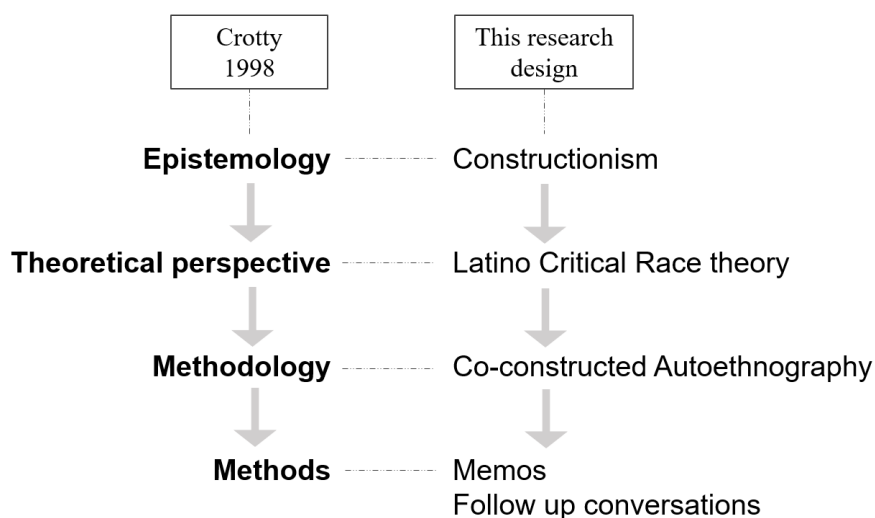 Crotty
1998
This research
design
Epistemology
Constructionism
Theoretical perspective
Latino Critical Race theory
Methodology
Co-constructed Autoethnography
Methods
Memos
Follow up conversations